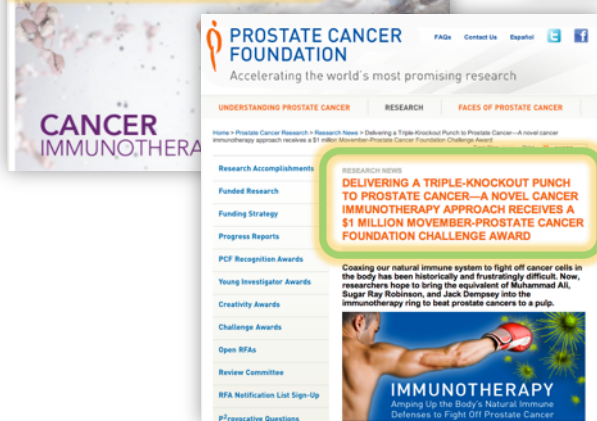 CANCER
IMMUNOTHERA
PROSTATE CANCER
FOUNDATION
Accelerating the world's most promising research
FAQs Contact Us Español
UNDERSTANDING PROSTATE CANCER RESEARCH FACES OF PROSTATE CANCER
Home > Prostate Cancer Research > Research News > Delivering a Triple-Knockout Punch to Prostate Cancer—A novel cancer
immunotherapy approach receives a $1 million Movember-Prostate Cancer Foundation Challenge Award
Research Accomplishments
Funded Research
Funding Strategy
Progress Reports
PCF Recognition Awards
Young Investigator Awards
Creativity Awards
Challenge Awards
Open RFAs
Review Committee
RFA Notification List Sign-Up
P²rovocative Questions
RESEARCH NEWS
DELIVERING A TRIPLE-KNOCKOUT PUNCH
TO PROSTATE CANCER—A NOVEL CANCER
IMMUNOTHERAPY APPROACH RECEIVES A
$1 MILLION MOVEMBER-PROSTATE CANCER
FOUNDATION CHALLENGE AWARD
Coaxing our natural immune system to fight off cancer cells in
the body has been historically and frustratingly difficult. Now,
researchers hope to bring the equivalent of Muhammad Ali,
Sugar Ray Robinson, and Jack Dempsey into the
immunotherapy ring to beat prostate cancers to a pulp.
IMMUNOTHERAPY
Amping Up the Body's Natural Immune
Defenses to Fight Off Prostate Cancer